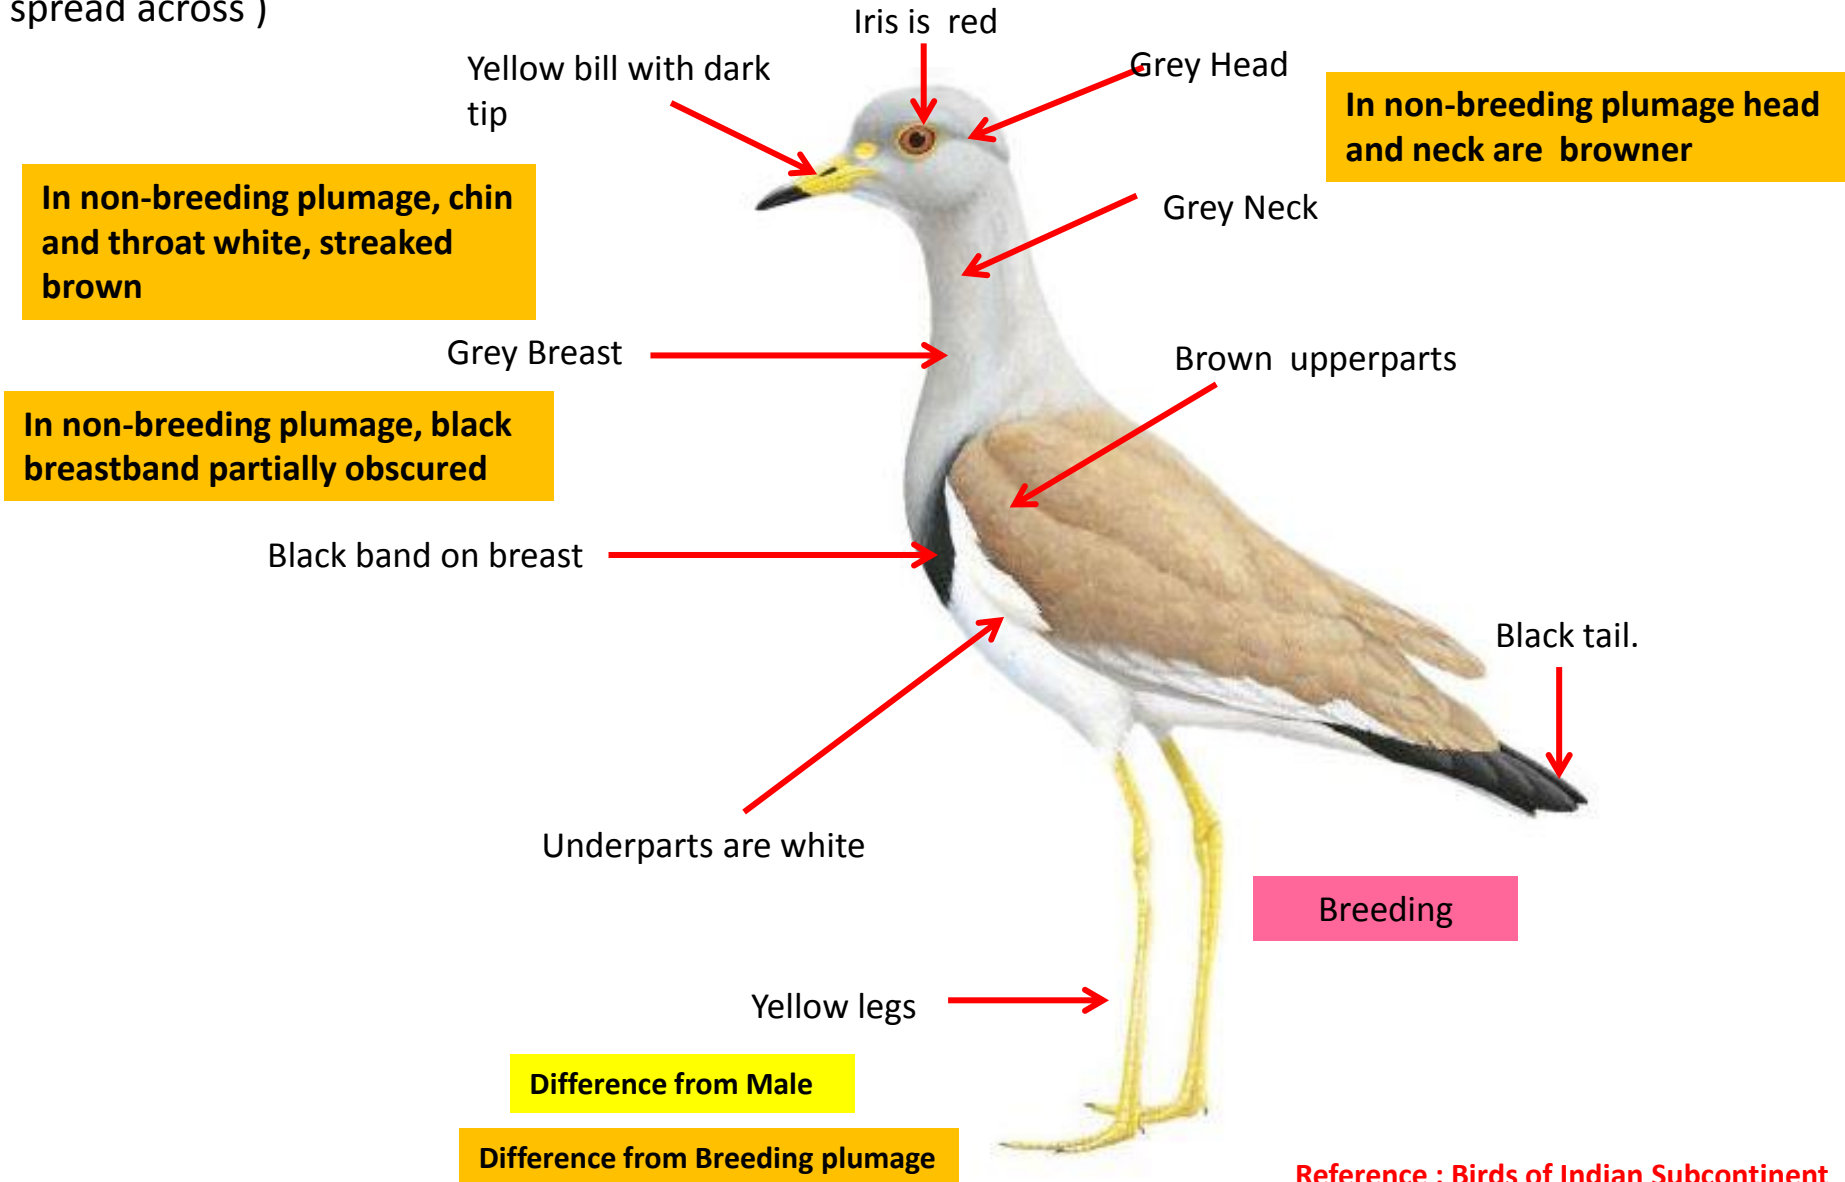 spread across )
Iris is  red
Yellow bill with dark
tip
Grey Head
In non-breeding plumage head
and neck are  browner
In non-breeding plumage, chin
and throat white, streaked
brown
Grey Neck
Grey Breast
Brown  upperparts
In non-breeding plumage, black
breastband partially obscured
Black band on breast
Black tail.
Underparts are white
Breeding
Yellow legs
Difference from Male
Difference from Breeding plumage
Reference : Birds of Indian Subcontinent